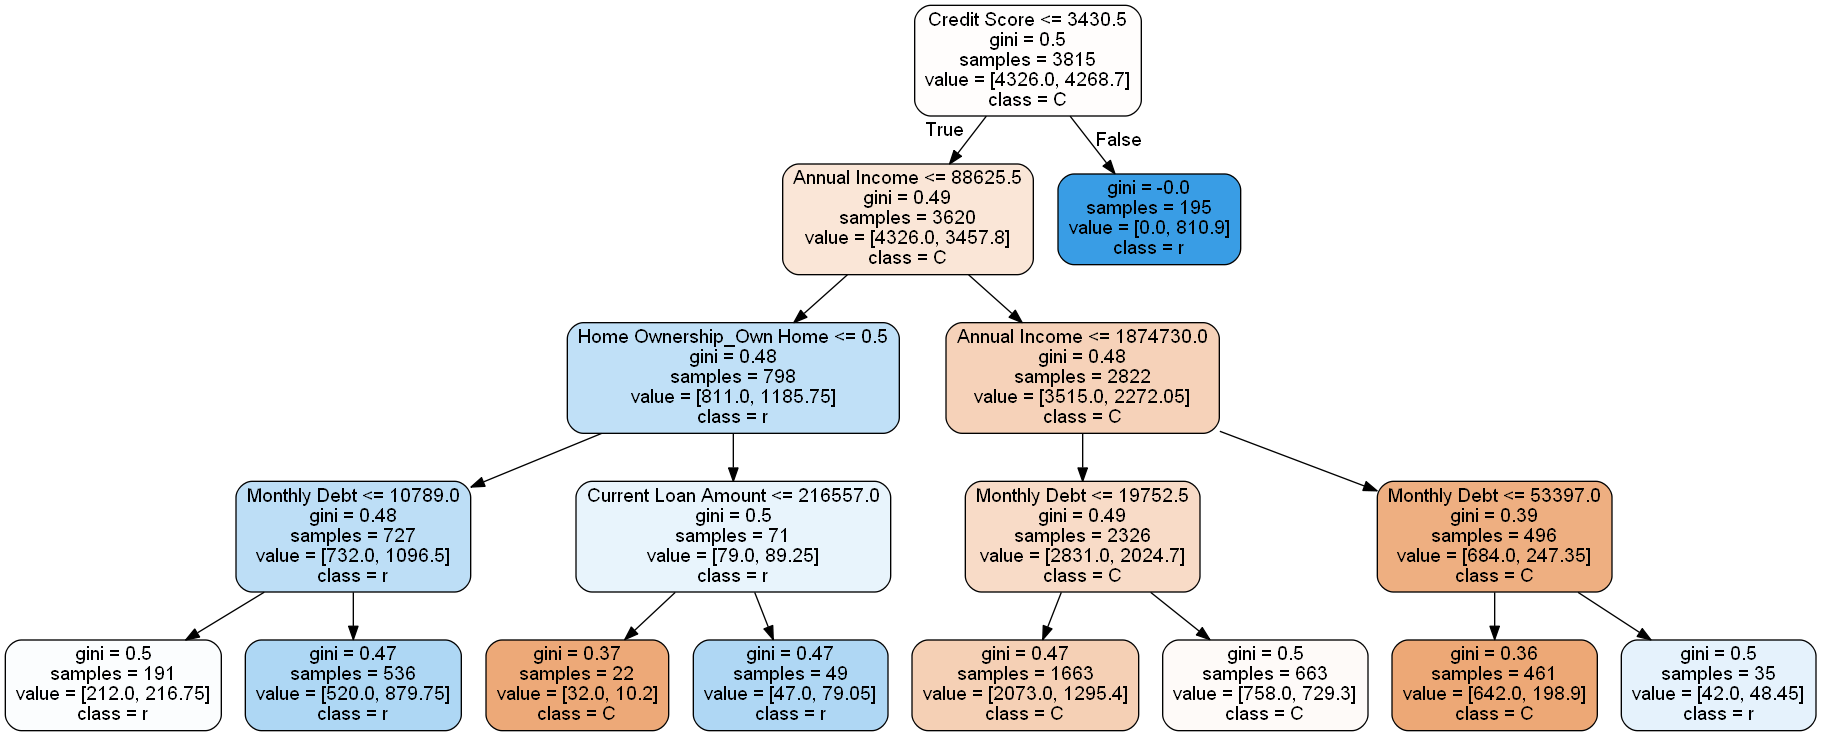 Credit Score <= 3430.5
gini = 0.5
samples = 3815
value = [4326.0, 4268.7]
class = C
True
False
Annual Income <= 88625.5
gini = 0.49
samples = 3620
value = [4326.0, 3457.8]
class = C
gini = -0.0
samples = 195
value = [0.0, 810.9]
class = r
Home Ownership_Own Home <= 0.5
gini = 0.48
samples = 798
value = [811.0, 1185.75]
class = r
Annual Income <= 1874730.0
gini = 0.48
samples = 2822
value = [3515.0, 2272.05]
class = C
Monthly Debt <= 10789.0
gini = 0.48
samples = 727
value = [732.0, 1096.5]
class = r
Current Loan Amount <= 216557.0
gini = 0.5
samples = 71
value = [79.0, 89.25]
class = r
Monthly Debt <= 19752.5
gini = 0.49
samples = 2326
value = [2831.0, 2024.7]
class = C
Monthly Debt <= 53397.0
gini = 0.39
samples = 496
value = [684.0, 247.35]
class = C
gini = 0.5
samples = 191
value = [212.0, 216.75]
class = r
gini = 0.47
samples = 536
value = [520.0, 879.75]
class = r
gini = 0.37
samples = 22
value = [32.0, 10.2]
class = C
gini = 0.47
samples = 49
value = [47.0, 79.05]
class = r
gini = 0.47
samples = 1663
value = [2073.0, 1295.4]
class = C
gini = 0.5
samples = 663
value = [758.0, 729.3]
class = C
gini = 0.36
samples = 461
value = [642.0, 198.9]
class = C
gini = 0.5
samples = 35
value = [42.0, 48.45]
class = r